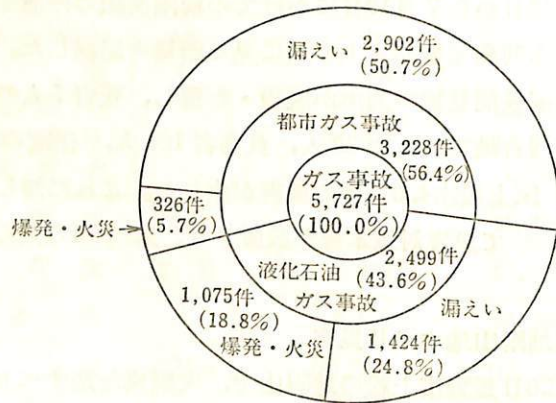 漏えい 2,902件
(50.7%)
都市ガス事故
3,228件
(56.4%)
ガス事故
5,727件
(100.0%)
326件
(5.7%)
爆発・火災→
液化石油
ガス事故
2,499件
(43.6%)
1,075件
(18.8%)
爆発・火災
漏えい
1,424件
(24.8%)